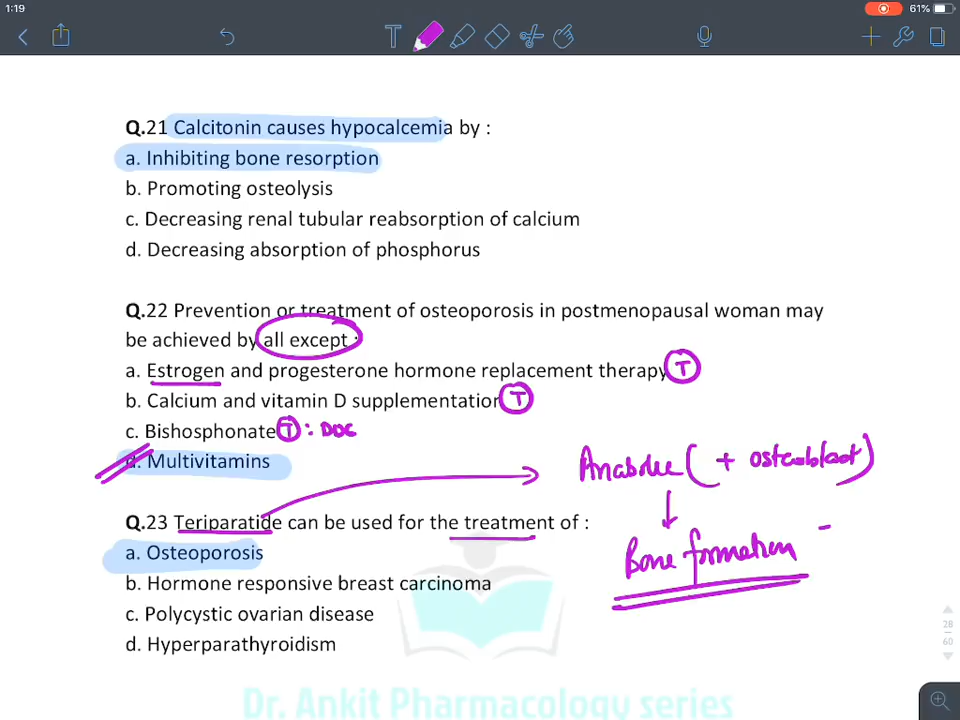 1:19
61%
T
Q.21 Calcitonin causes hypocalcemia by :
a. Inhibiting bone resorption
b. Promoting osteolysis
c. Decreasing renal tubular reabsorption of calcium
d. Decreasing absorption of phosphorus
Q.22 Prevention or treatment of osteoporosis in postmenopausal woman may
be achieved by all except :
a. Estrogen and progesterone hormone replacement therapy T
b. Calcium and vitamin D supplementation T
c. Bishosphonate T : DOC
d. Multivitamins
Anabolic ( + osteoblast )
Q.23 Teriparatide can be used for the treatment of :
Bone formation
a. Osteoporosis
b. Hormone responsive breast carcinoma
c. Polycystic ovarian disease
d. Hyperparathyroidism
28
60
Dr. Ankit Pharmacology series